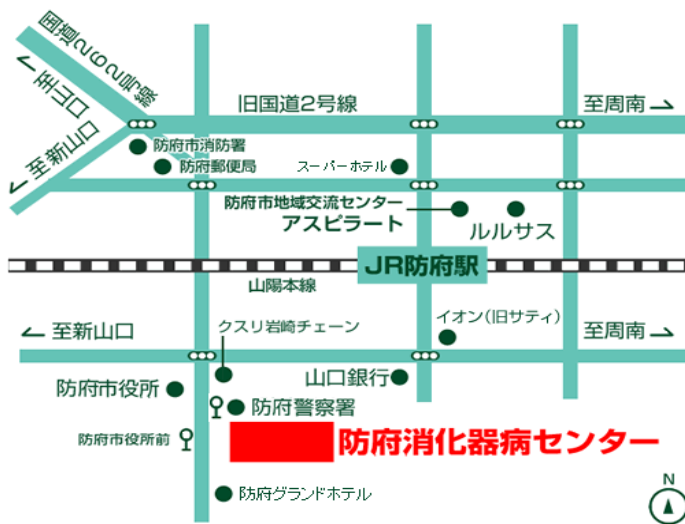 国道262号線
至山口
至新山口
旧国道2号線
至周南
防府市消防署
防府郵便局
スーパーホテル
防府市地域交流センター
アスピラート
ルルサス
JR防府駅
山陽本線
至新山口
クスリ岩崎チェーン
イオン(旧サティ)
至周南
防府市役所
山口銀行
防府警察署
防府市役所前
防府消化器病センター
防府グランドホテル
N